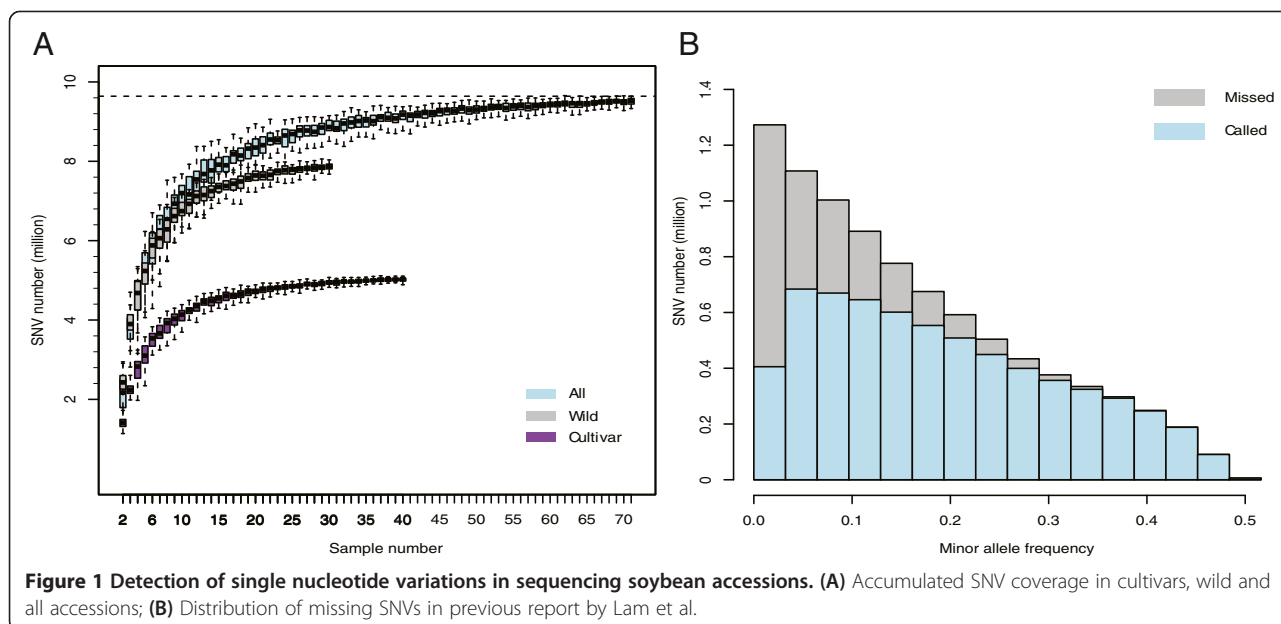 A
SNV number (million)
10
8
6
4
2
All
Wild
Cultivar
2 6 10 15 20 25 30 35 40 45 50 55 60 65 70
Sample number
B
SNV number (million)
1.4
1.2
1.0
0.8
0.6
0.4
0.2
0
Missed
Called
0.0 0.1 0.2 0.3 0.4 0.5
Minor allele frequency
Figure 1 Detection of single nucleotide variations in sequencing soybean accessions. (A) Accumulated SNV coverage in cultivars, wild and
all accessions; (B) Distribution of missing SNVs in previous report by Lam et al.